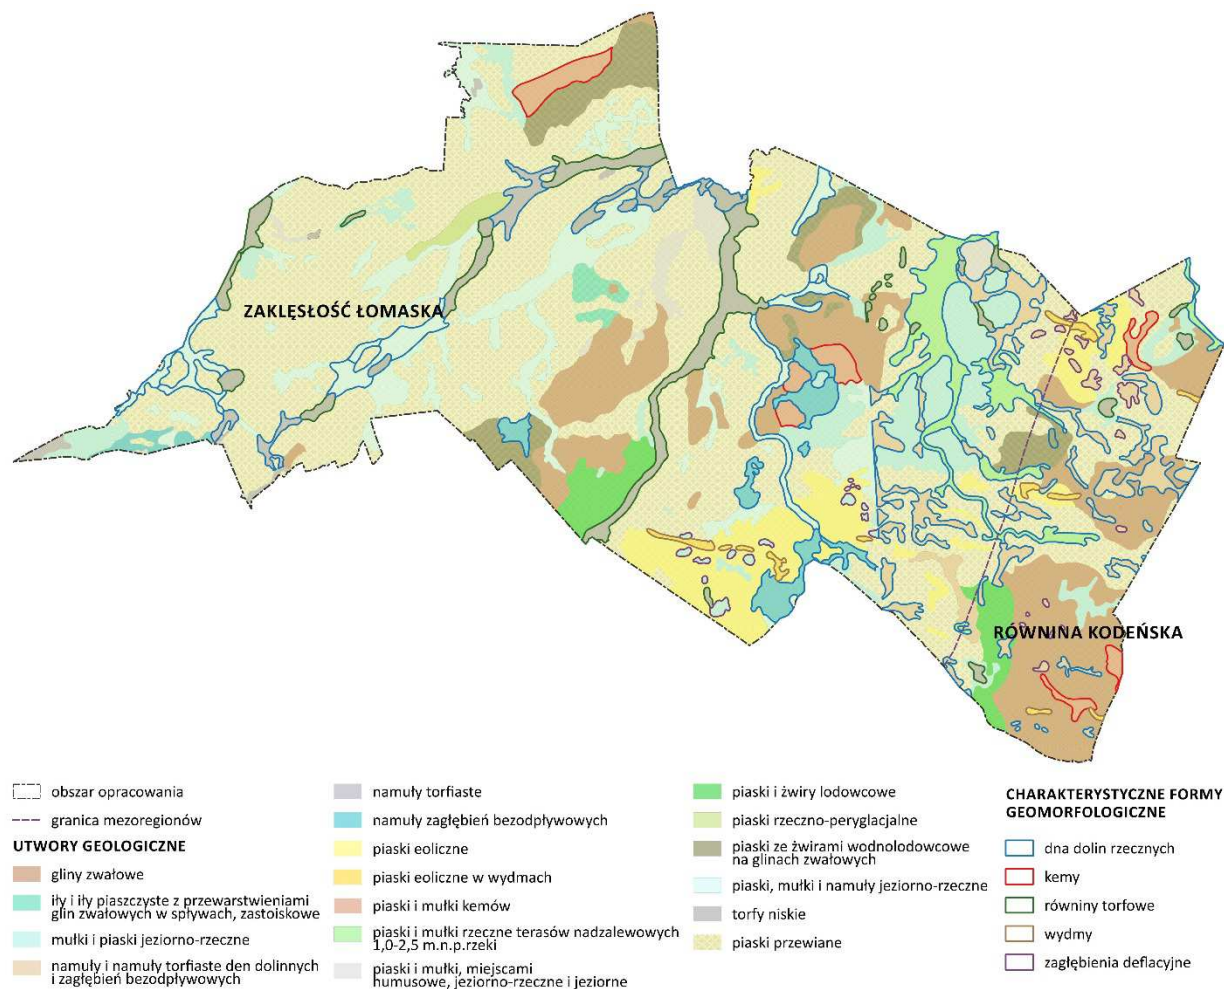 ZAKLĘSŁOŚĆ ŁOMASKA
RÓWNINA KODEŃSKA
obszar opracowania
granica mezoregionów
UTWORY GEOLOGICZNE
gliny zwałowe
iły i iły piaszczyste z przewarstwieniami
glin zwałowych w spływach, zastoiskowe
mułki i piaski jeziorno-rzeczne
namuły i namuły torfiaste den dolinnych
i zagłębień bezodpływowych
namuły torfiaste
namuły zagłębień bezodpływowych
piaski eoliczne
piaski eoliczne w wydmach
piaski i mułki kemów
piaski i mułki rzeczne terasów nadzalewowych
1,0-2,5 m.n.p.rzeki
piaski i mułki, miejscami
humusowe, jeziorno-rzeczne i jeziorne
piaski i żwiry lodowcowe
piaski rzeczno-peryglacjalne
piaski ze żwirami wodnolodowcowe
na glinach zwałowych
piaski, mułki i namuły jeziorno-rzeczne
torfy niskie
piaski przewiane
CHARAKTERYSTYCZNE FORMY
GEOMORFOLOGICZNE
dna dolin rzecznych
kemy
równiny torfowe
wydmy
zagłębienia deflacyjne